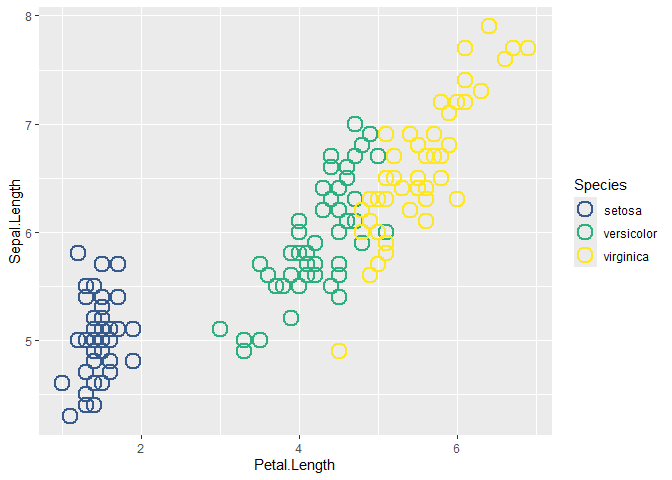 8
7
6
5
Sepal.Length
2
4
6
Petal.Length
Species
setosa
versicolor
virginica